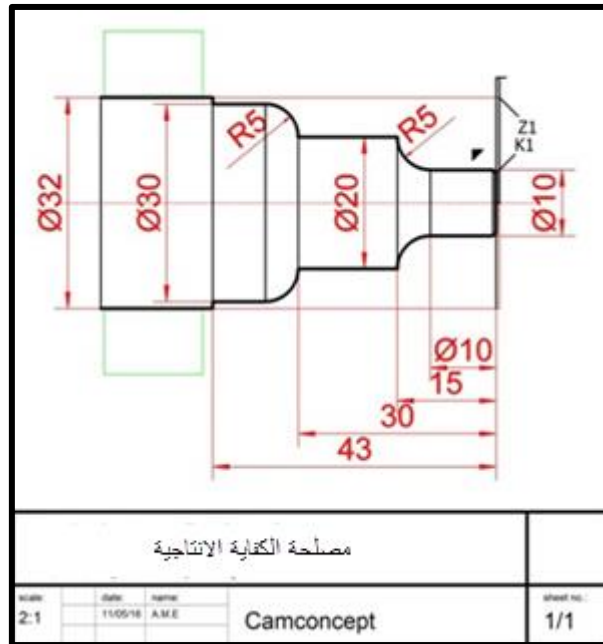 Z1
K1
R5
R5
Ø32
Ø30
Ø20
Ø10
Ø10
15
30
43
مصلحة الكفاية الانتاجية
scale: date: name: sheet no.:
2:1 11/05/16 A.M.E Camconcept 1/1